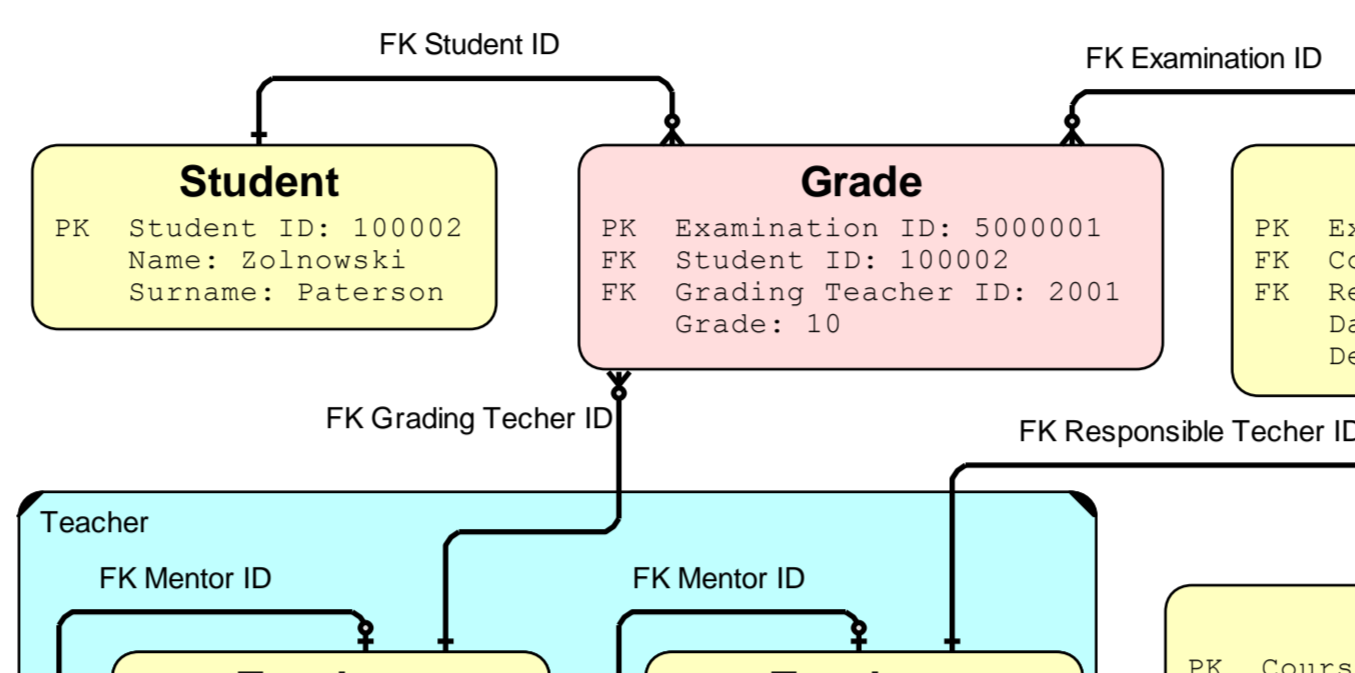 FK Student ID
FK Examination ID
Student
PK Student ID: 100002
Name: Zolnowski
Surname: Paterson
Grade
PK Examination ID: 5000001
FK Student ID: 100002
FK Grading Teacher ID: 2001
Grade: 10
PK
FK
FK
FK Grading Techer ID
FK Responsible Techer ID
Teacher
FK Mentor ID
FK Mentor ID
PK